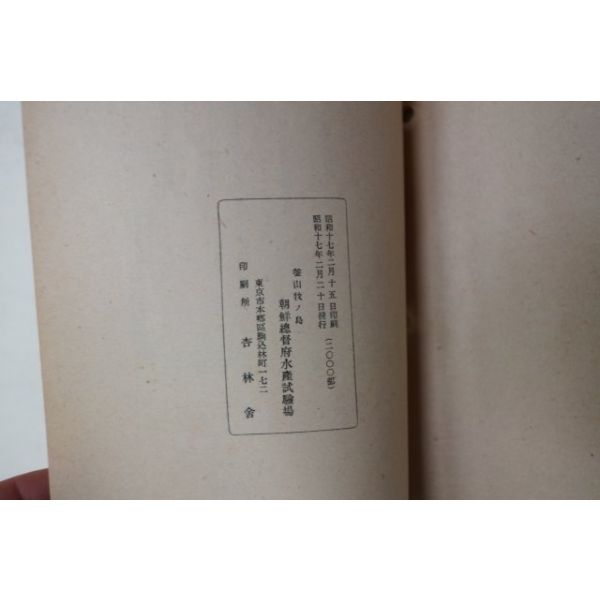 昭和十七年二月十五日印刷 (二〇〇〇部)
昭和十七年二月二十日發行
釜山牧ノ島
朝鮮總督府水産試驗場
東京市本鄕區駒込林町一七二
印刷所 杏林舍